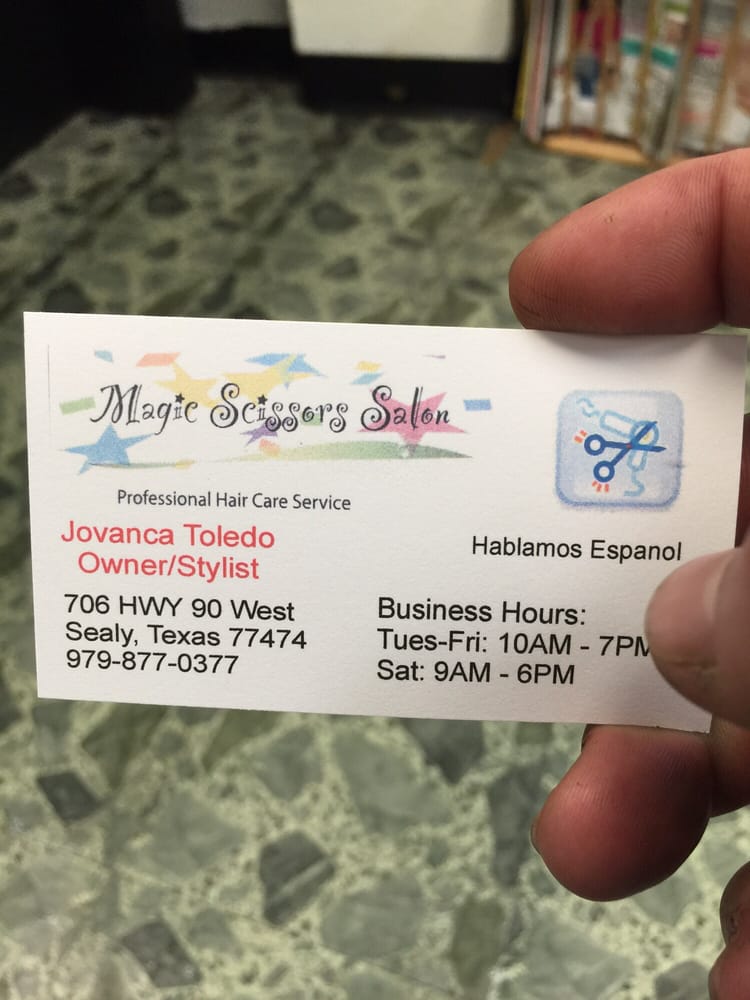 Magic Scissors Salon
Professional Hair Care Service
Jovanca Toledo
Owner/Stylist
706 HWY 90 West
Sealy, Texas 77474
979-877-0377
Hablamos Espanol
Business Hours:
Tues-Fri: 10AM - 7PM
Sat: 9AM - 6PM